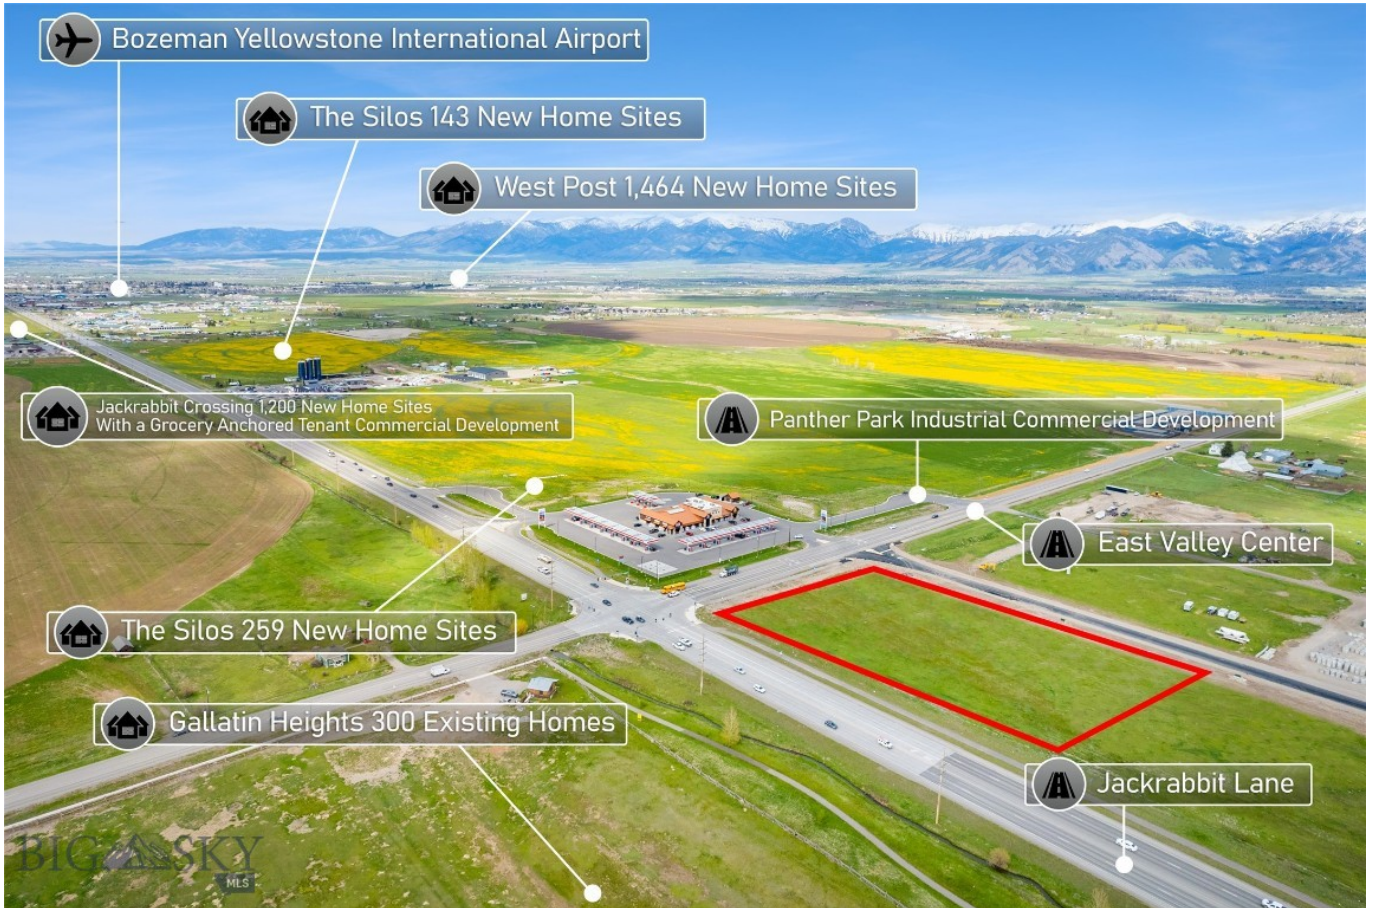 Bozeman Yellowstone International Airport
The Silos 143 New Home Sites
West Post 1,464 New Home Sites
Jackrabbit Crossing 1,200 New Home Sites
With a Grocery Anchored Tenant Commercial Development
Panther Park Industrial Commercial Development
East Valley Center
The Silos 259 New Home Sites
Gallatin Heights 300 Existing Homes
Jackrabbit Lane
BIG SKY
MLS